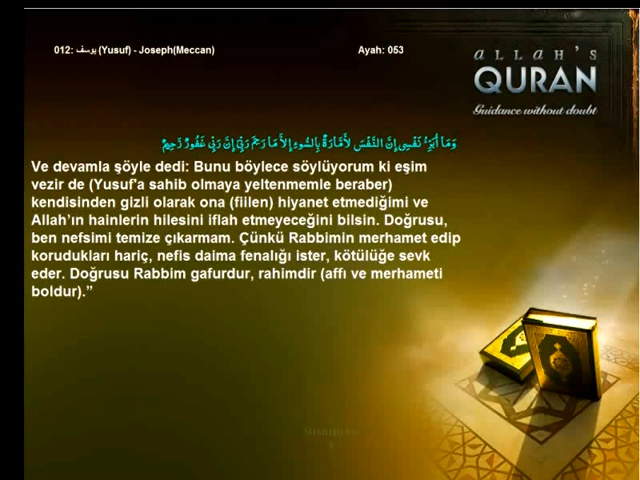 012: يوسف (Yusuf) - Joseph(Meccan) Ayah: 053
ALLAH'S
QURAN
Guidance without doubt
وَمَا أُبَرِّئُ نَفْسِي إِنَّ النَّفْسَ لَأَمَّارَةٌ بِالسُّوءِ إِلَّا مَا رَحِمَ رَبِّي إِنَّ رَبِّي غَفُورٌ رَّحِيمٌ
Ve devamla şöyle dedi: Bunu böylece söylüyorum ki eşim
vezir de (Yusuf'a sahib olmaya yeltenmemle beraber)
kendisinden gizli olarak ona (fiilen) hiyanet etmediğimi ve
Allah'ın hainlerin hilesini iflah etmeyeceğini bilsin. Doğrusu,
ben nefsimi temize çıkarmam. Çünkü Rabbimin merhamet edip
korudukları hariç, nefis daima fenalığı ister, kötülüğe sevk
eder. Doğrusu Rabbim gafurdur, rahimdir (affı ve merhameti
boldur)."